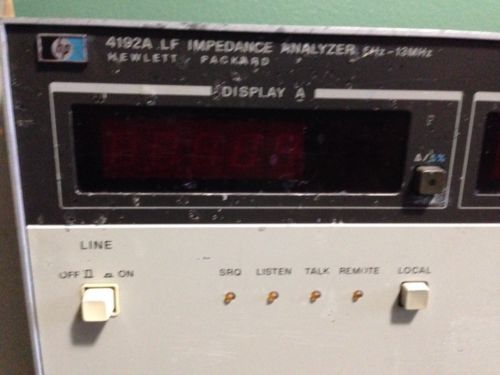 hp 4192A LF IMPEDANCE ANALYZER 5Hz-13MHz
HEWLETT · PACKARD
DISPLAY A
Δ/Δ%
LINE
OFF ON
SRQ LISTEN TALK REMOTE LOCAL